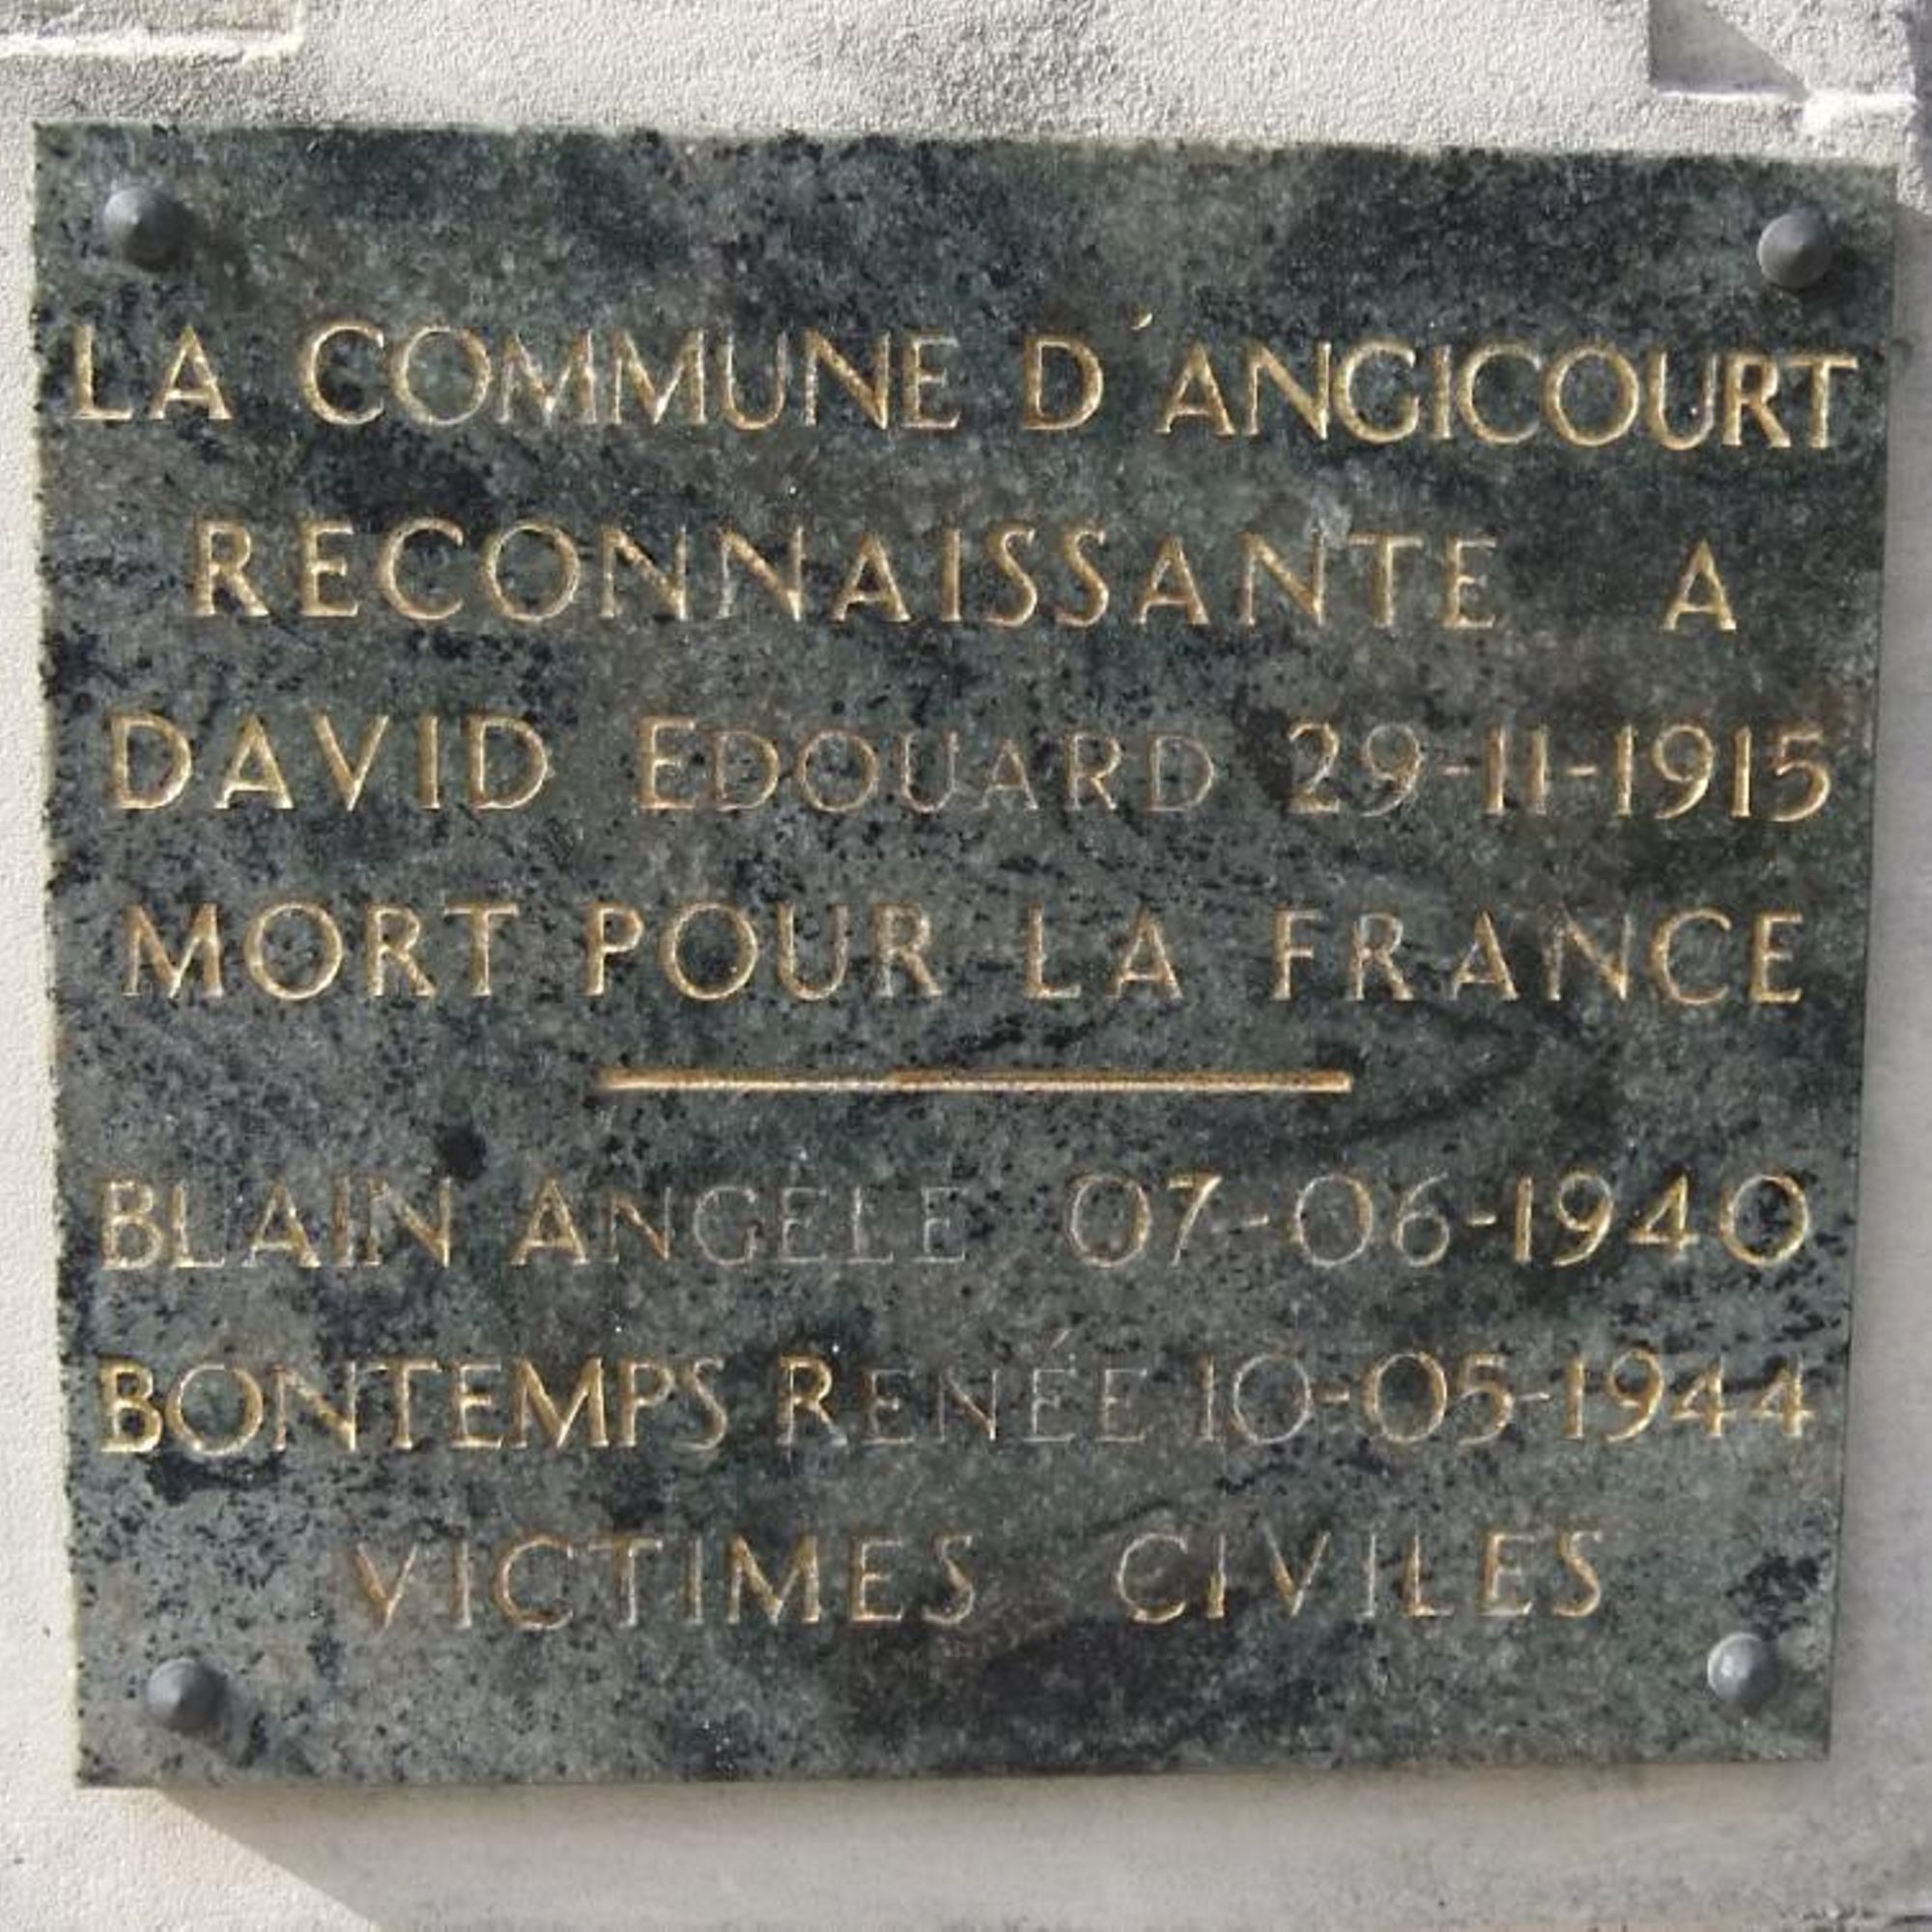 LA COMMUNE D'ANGICOURT
RECONNAISSANTE A
DAVID EDOUARD 29-11-1915
MORT POUR LA FRANCE
BLAIN ANGELE 07-06-1940
BONTEMPS RENÉE 10-05-1944
VICTIMES CIVILES